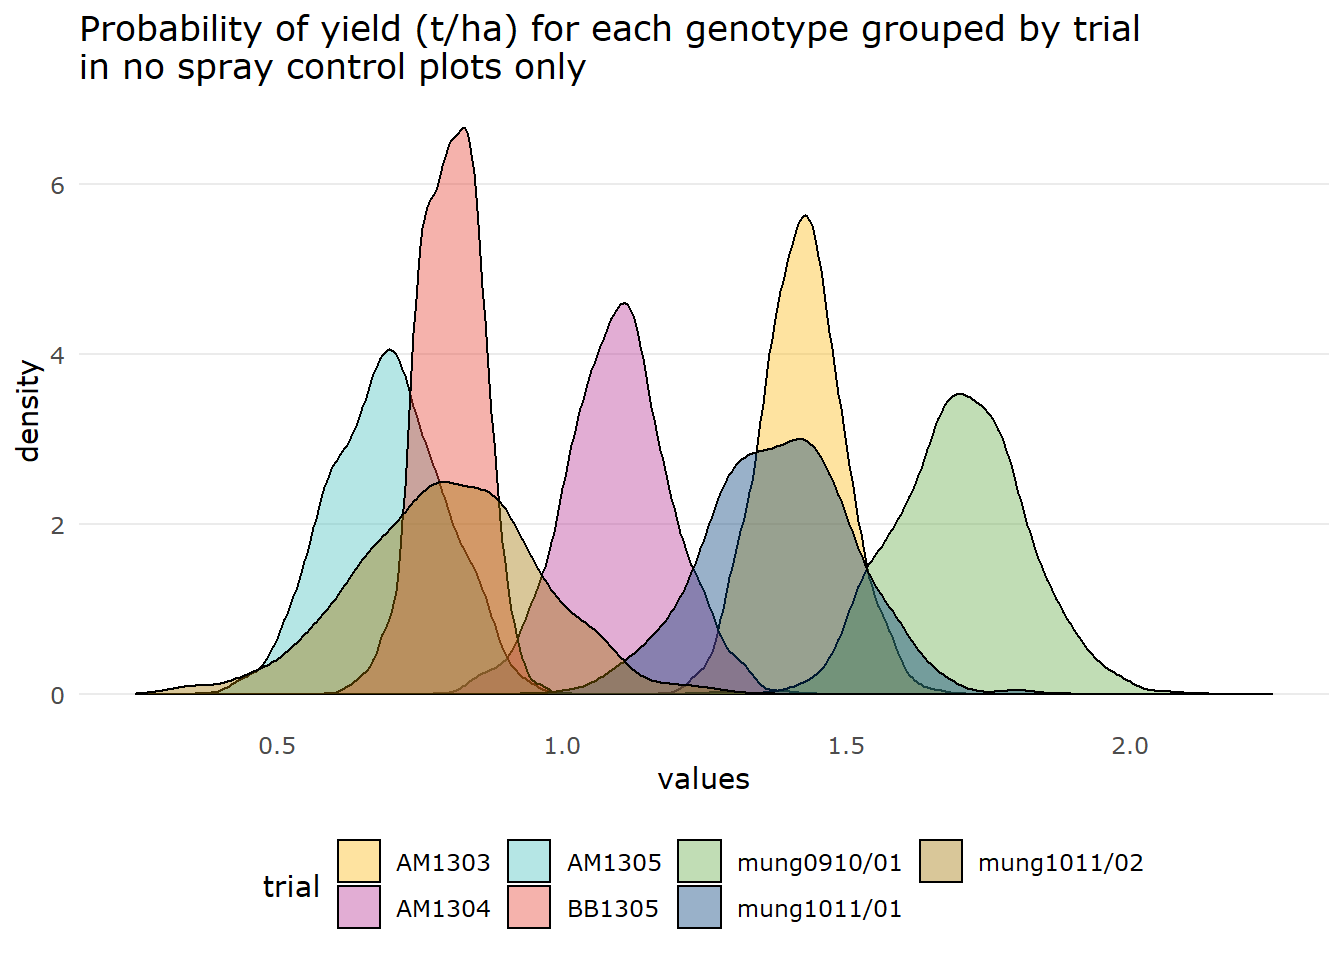 Probability of yield (t/ha) for each genotype grouped by trial
in no spray control plots only
6
4
2
0
density
0.5 1.0 1.5 2.0
values
trial
AM1303 AM1305 mung0910/01 mung1011/02
AM1304 BB1305 mung1011/01